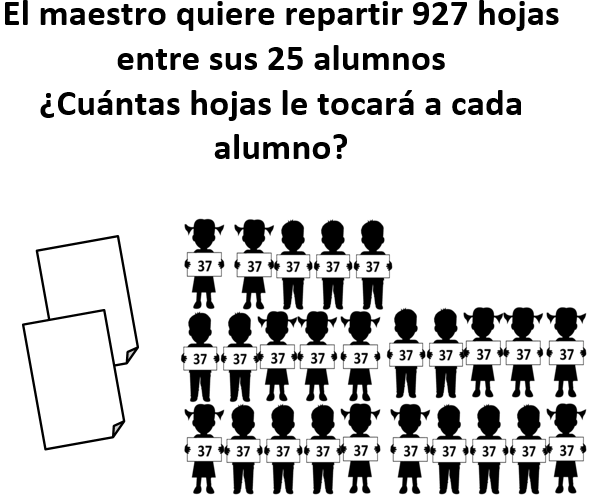 El maestro quiere repartir 927 hojas
entre sus 25 alumnos
¿Cuántas hojas le tocará a cada
alumno?
37 37 37 37 37
37 37 37 37 37 37 37 37 37 37
37 37 37 37 37 37 37 37 37 37